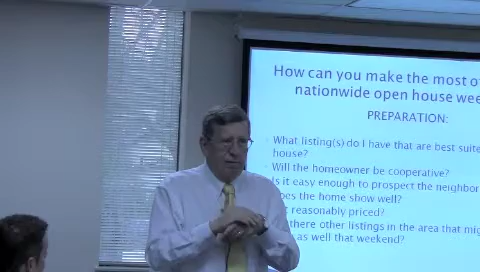 How can you make the most o
nationwide open house wee
PREPARATION:
What listing(s) do I have that are best suite
house?
Will the homeowner be cooperative?
Is it easy enough to prospect the neighbor
oes the home show well?
reasonably priced?
there other listings in the area that mig
as well that weekend?